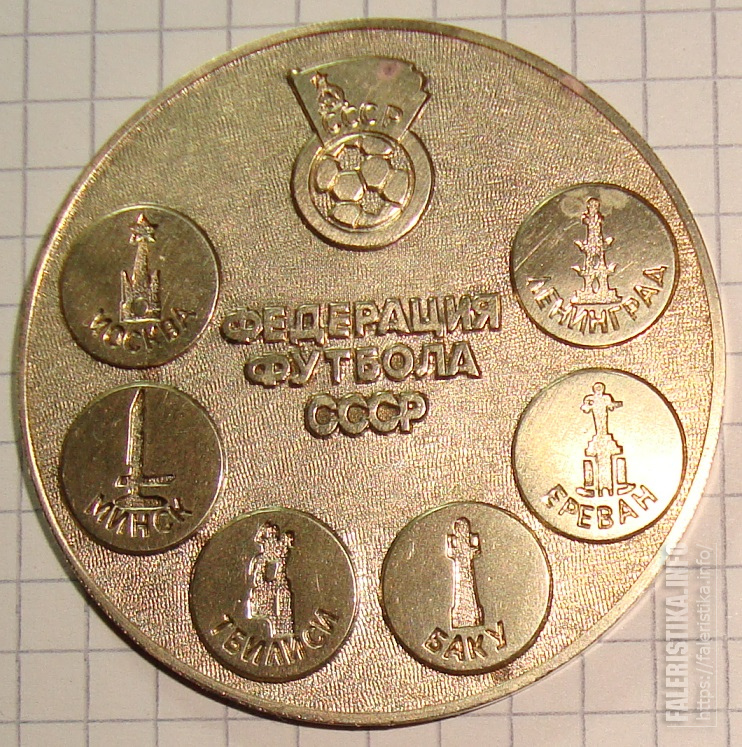 СССР
ФЕДЕРАЦИЯ
ФУТБОЛА
СССР
МОСКВА
ЛЕНИНГРАД
МИНСК
ЕРЕВАН
ТБИЛИСИ
БАКУ
FALERISTIKA.INFO
https://faleristika.info/